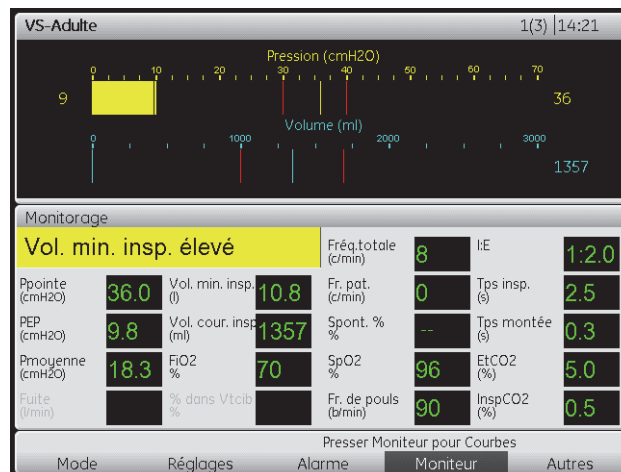 VS-Adulte 1(3) 14:21
Pression (cmH2O)
0 10 20 30 40 50 60 70
9 36
Volume (ml)
0 1000 2000 3000
1357
Monitorage
Vol. min. insp. élevé
Fréq.totale (c/min) 8
I:E 1:2.0
Ppointe (cmH2O) 36.0
Vol. min. insp. (l) 10.8
Fr. pat. (c/min) 0
Tps insp. (s) 2.5
PEP (cmH2O) 9.8
Vol. cour. insp (ml) 1357
Spont. % % --
Tps montée (s) 0.3
Pmoyenne (cmH2O) 18.3
FiO2 % 70
SpO2 % 96
EtCO2 (%) 5.0
Fuite (l/min)
% dans Vtcib %
Fr. de pouls (b/min) 90
InspCO2 (%) 0.5
Presser Moniteur pour Courbes
Mode Réglages Alarme Moniteur Autres